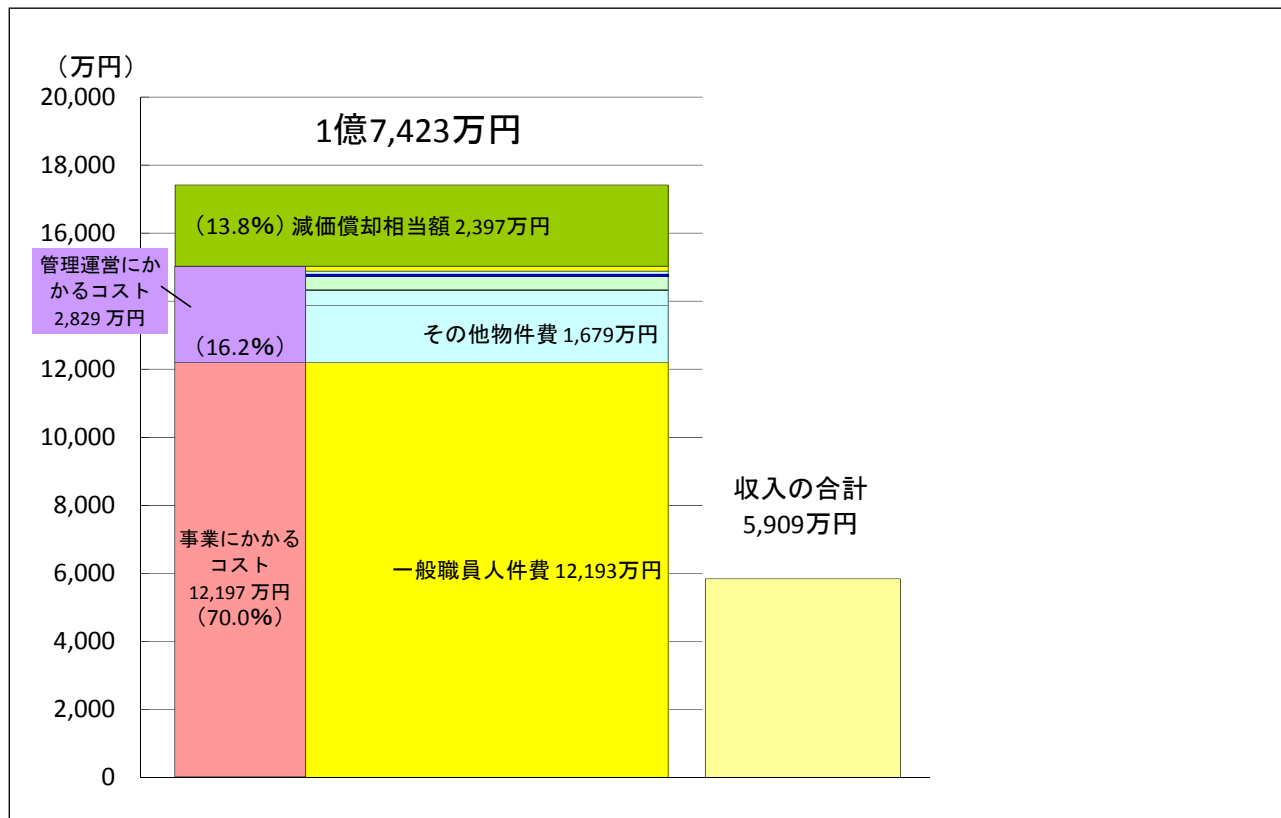 （万円）
20,000
18,000
16,000
12,000
10,000
8,000
6,000
4,000
2,000
0
1億7,423万円
（13.8%）減価償却相当額 2,397万円
管理運営にか
かるコスト
2,829 万円
（16.2%）
その他物件費 1,679万円
事業にかかる
コスト
12,197 万円
（70.0%）
一般職員人件費 12,193万円
収入の合計
5,909万円